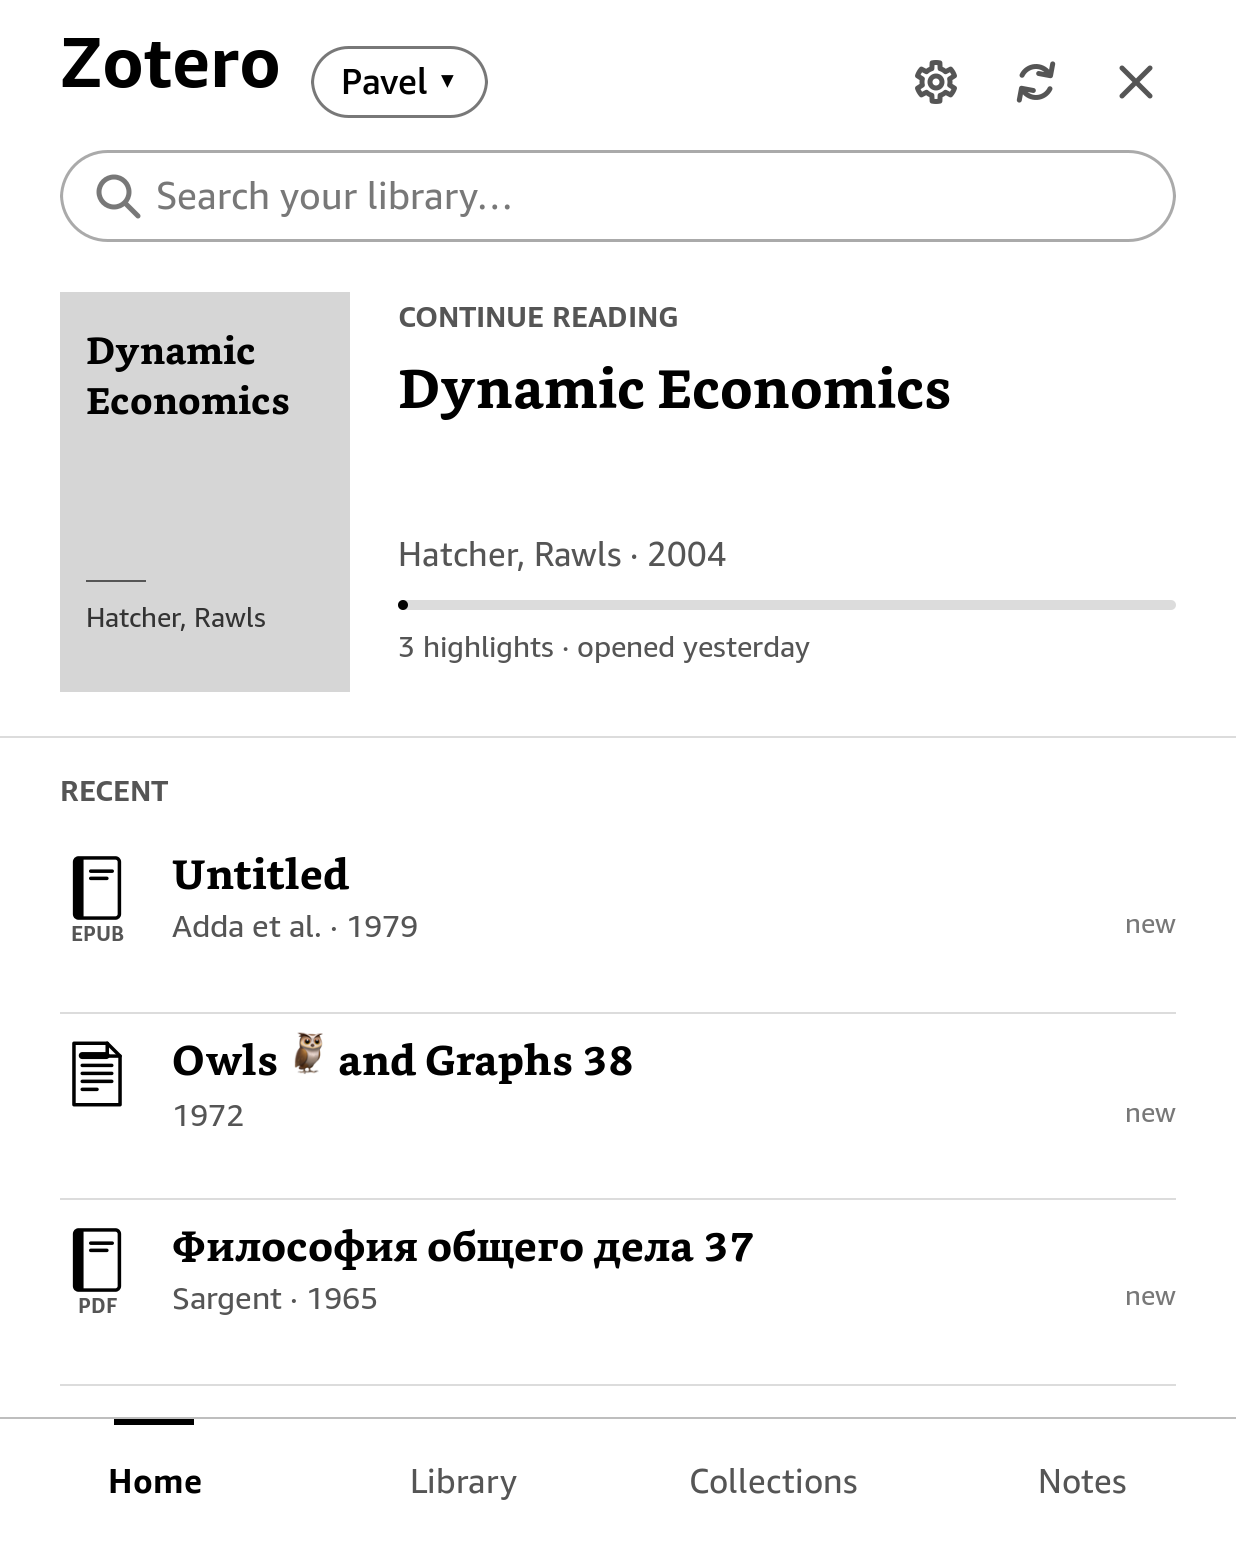 Zotero
Pavel ▼
Search your library...
Dynamic
Economics
Hatcher, Rawls
CONTINUE READING
Dynamic Economics
Hatcher, Rawls · 2004
3 highlights · opened yesterday
RECENT
Untitled
EPUB
Adda et al. · 1979
new
Owls 🦉 and Graphs 38
1972
new
Философия общего дела 37
PDF
Sargent · 1965
new
Home
Library
Collections
Notes